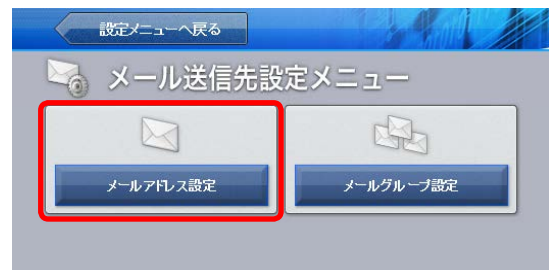 設定メニューへ戻る
メール送信先設定メニュー
メールアドレス設定
メールグループ設定